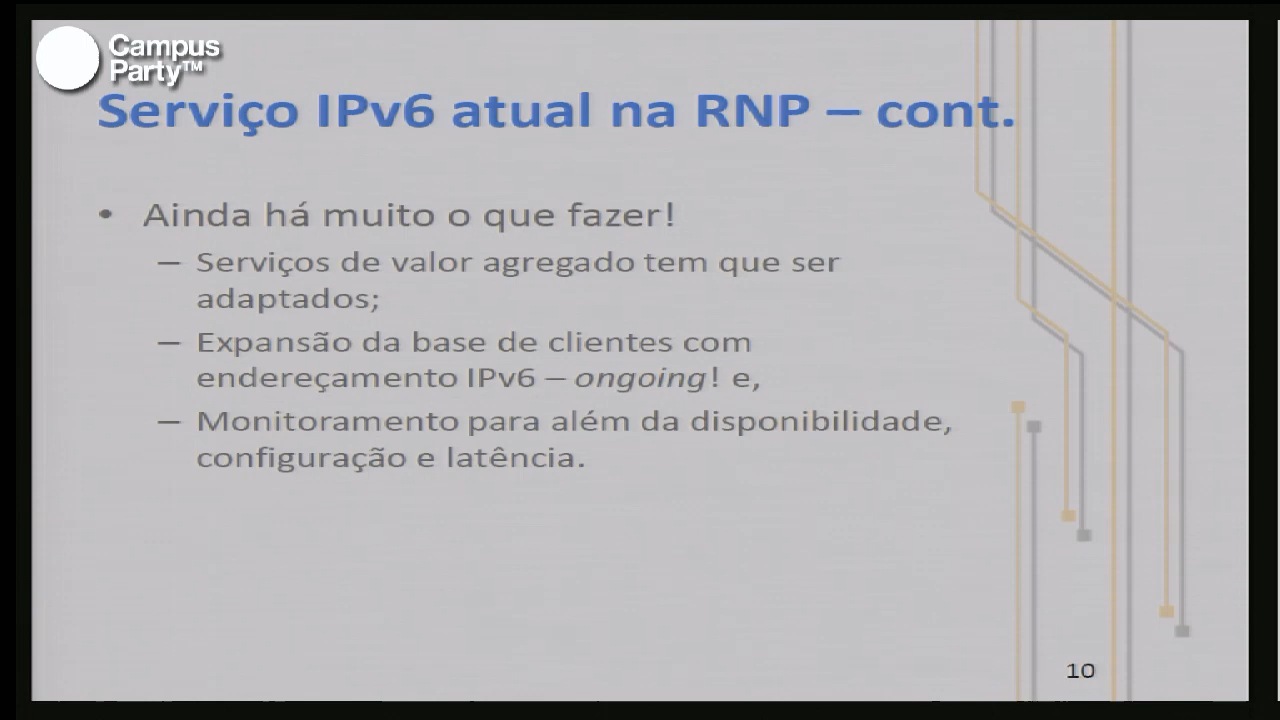 Campus
Party™
Serviço IPv6 atual na RNP – cont.
• Ainda há muito o que fazer!
– Serviços de valor agregado tem que ser
adaptados;
– Expansão da base de clientes com
endereçamento IPv6 – ongoing! e,
– Monitoramento para além da disponibilidade,
configuração e latência.
10